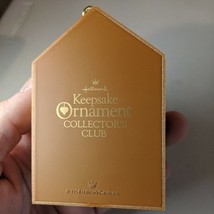 Hallmark
Keepsake
Ornament
COLLECTOR'S
CLUB